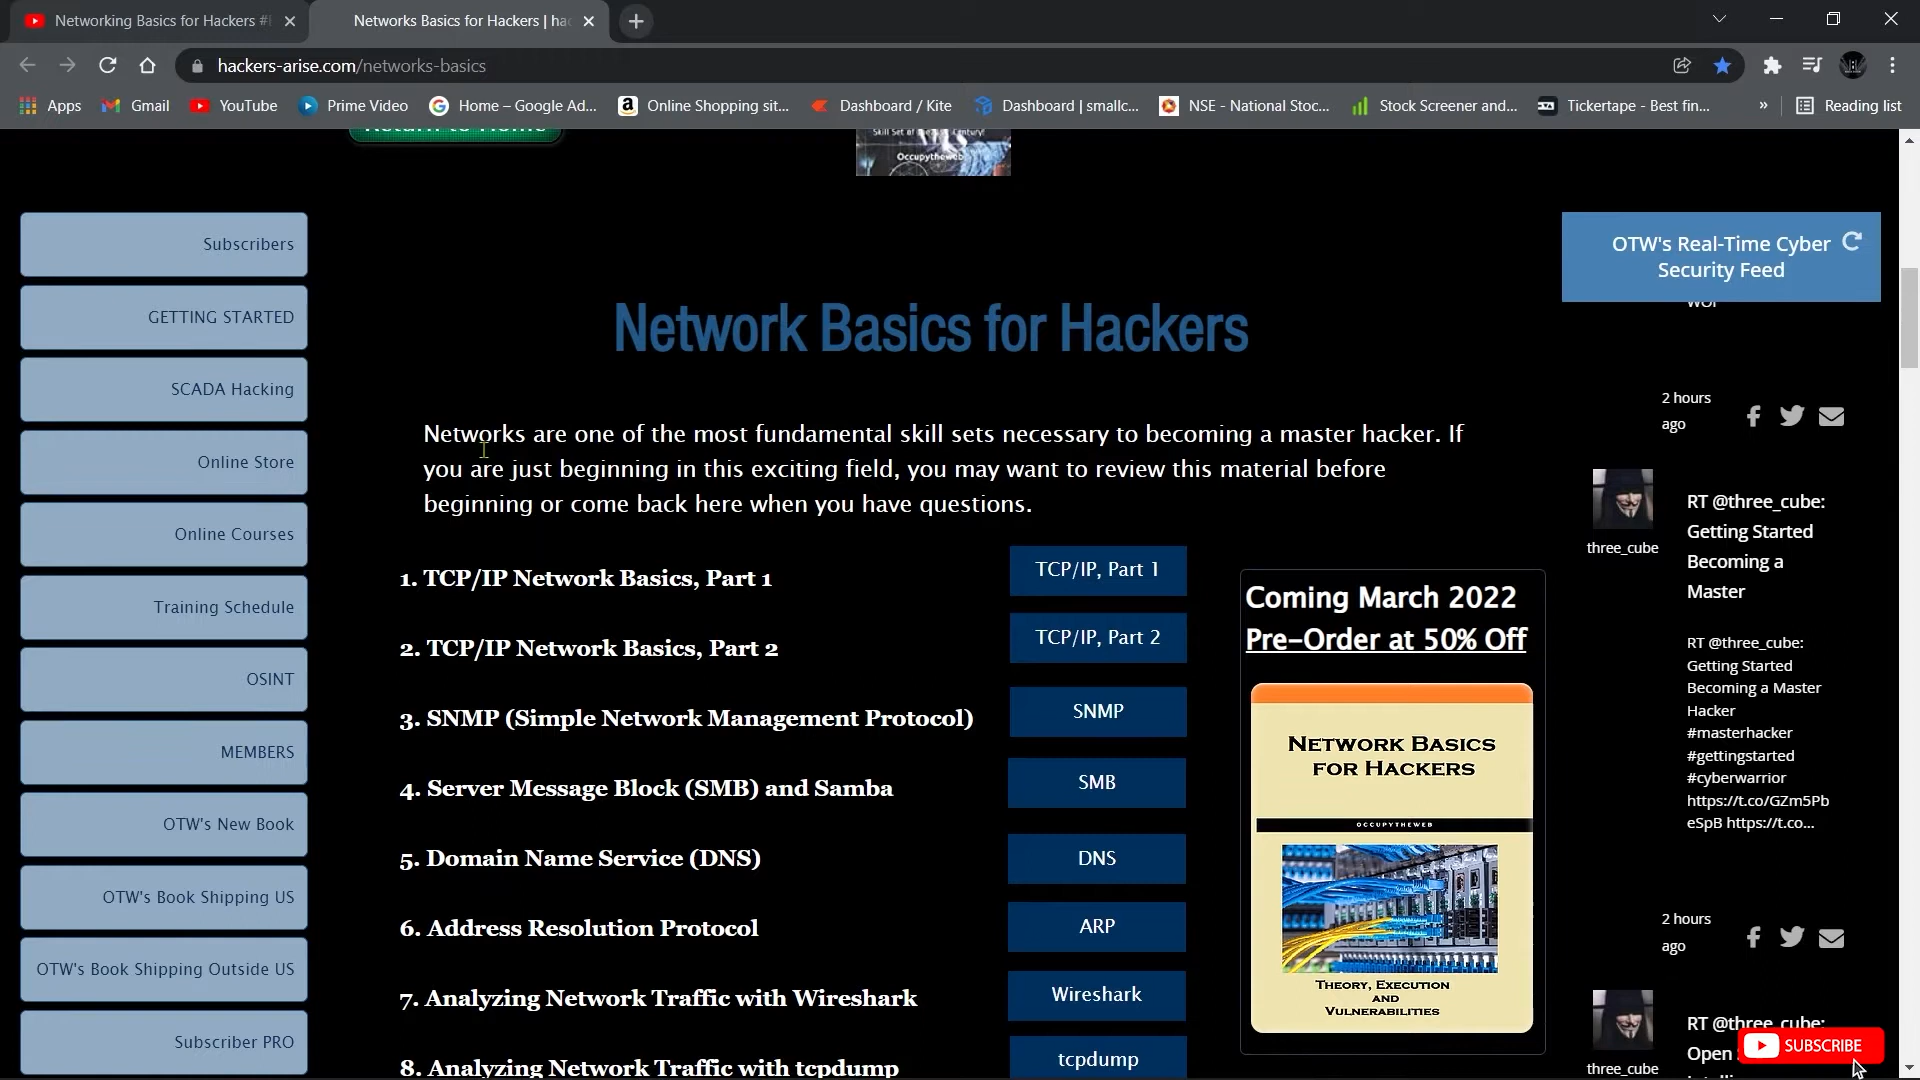 Networking Basics for Hackers #
Networks Basics for Hackers | hac
hackers-arise.com/networks-basics
Apps
Gmail
YouTube
Prime Video
Home – Google Ad...
Online Shopping sit...
Dashboard / Kite
Dashboard | smallc...
NSE - National Stoc...
Stock Screener and...
Tickertape - Best fin...
»
Reading list
Return to Home
Skill Set of the 21st Century!
Occupytheweb
Subscribers
GETTING STARTED
SCADA Hacking
Online Store
Online Courses
Training Schedule
OSINT
MEMBERS
OTW's New Book
OTW's Book Shipping US
OTW's Book Shipping Outside US
Subscriber PRO
Network Basics for Hackers
Networks are one of the most fundamental skill sets necessary to becoming a master hacker. If
you are just beginning in this exciting field, you may want to review this material before
beginning or come back here when you have questions.
1. TCP/IP Network Basics, Part 1
TCP/IP, Part 1
2. TCP/IP Network Basics, Part 2
TCP/IP, Part 2
3. SNMP (Simple Network Management Protocol)
SNMP
4. Server Message Block (SMB) and Samba
SMB
5. Domain Name Service (DNS)
DNS
6. Address Resolution Protocol
ARP
7. Analyzing Network Traffic with Wireshark
Wireshark
8. Analyzing Network Traffic with tcpdump
tcpdump
Coming March 2022
Pre-Order at 50% Off
NETWORK BASICS
FOR HACKERS
OCCUPYTHEWEB
THEORY, EXECUTION
AND
VULNERABILITIES
OTW's Real-Time Cyber
Security Feed
2 hours
ago
three_cube
RT @three_cube:
Getting Started
Becoming a
Master
RT @three_cube:
Getting Started
Becoming a Master
Hacker
#masterhacker
#gettingstarted
#cyberwarrior
https://t.co/GZm5Pb
eSpB https://t.co...
2 hours
ago
three_cube
RT @three_cube:
Open
SUBSCRIBE